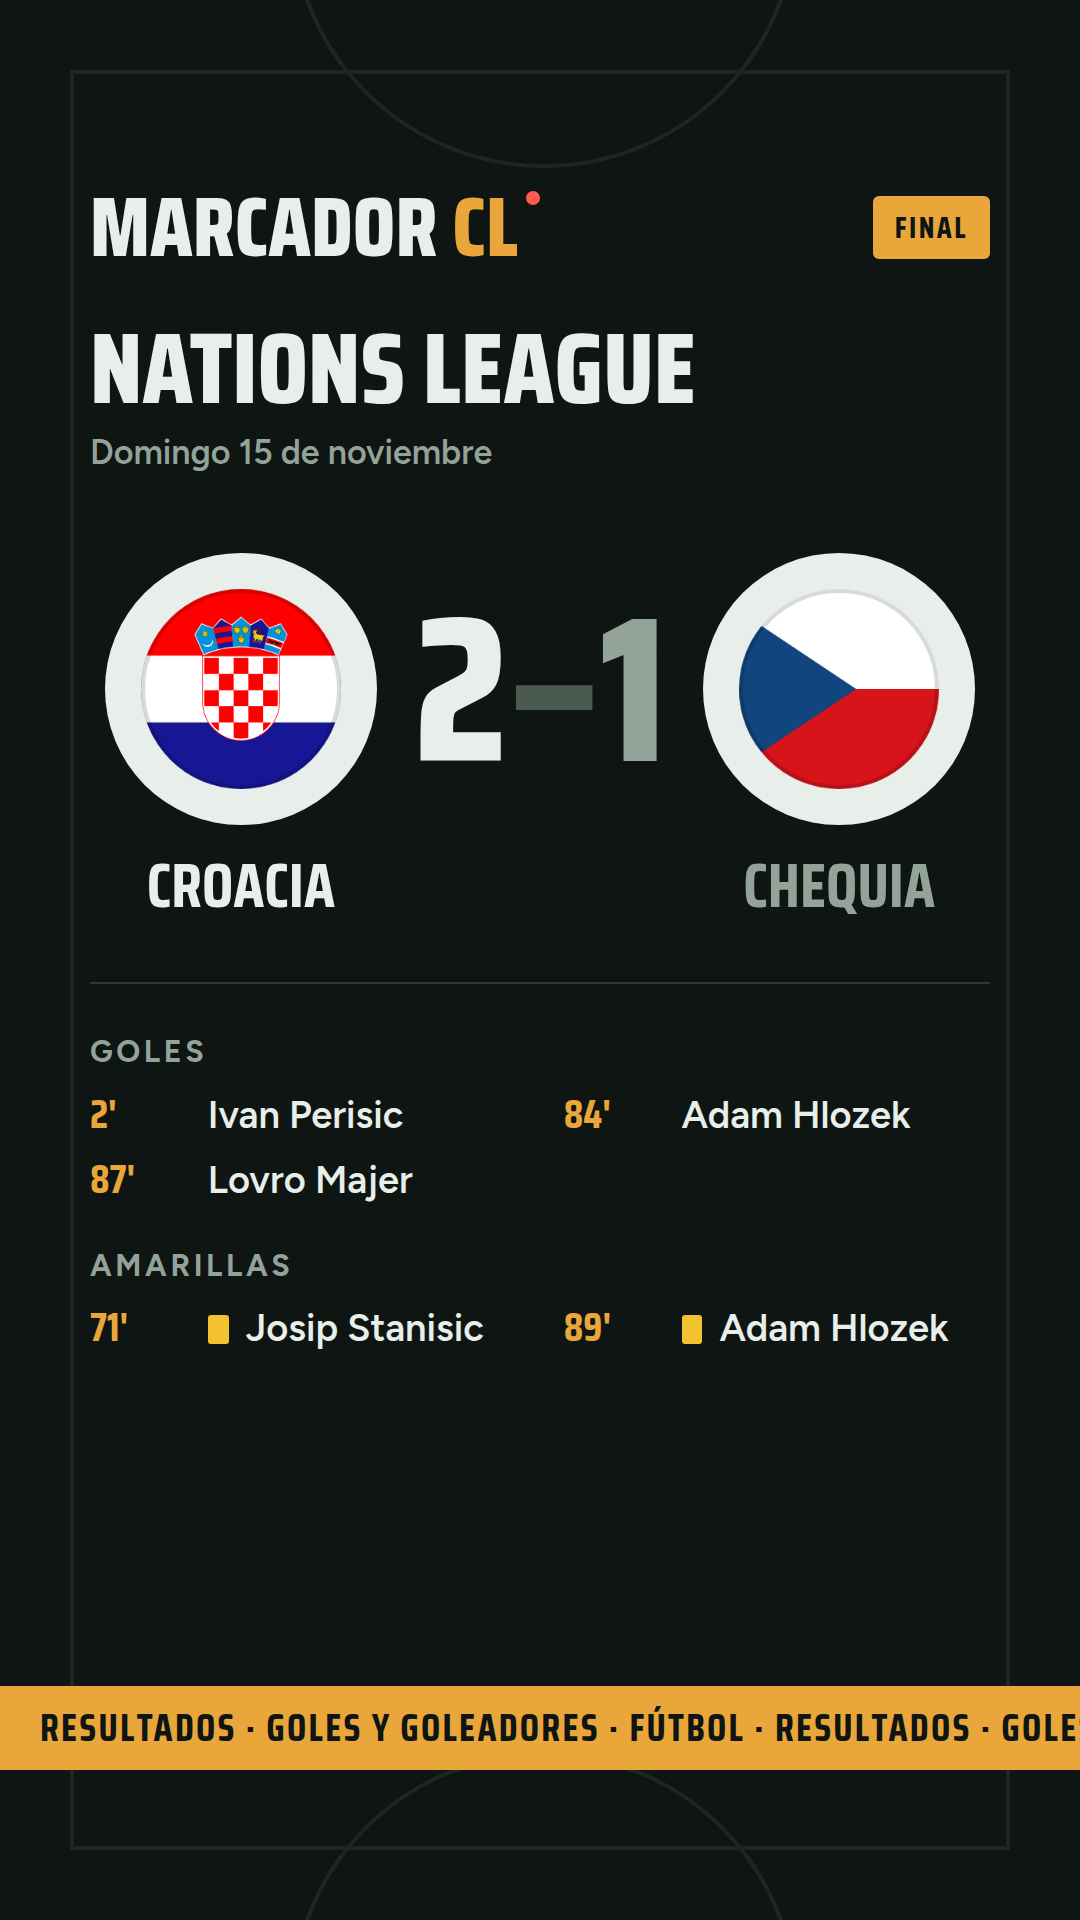 MARCADOR CL
FINAL
NATIONS LEAGUE
Domingo 15 de noviembre
2-1
CROACIA
CHEQUIA
GOLES
2' Ivan Perisic 84' Adam Hlozek
87' Lovro Majer
AMARILLAS
71' Josip Stanisic 89' Adam Hlozek
RESULTADOS · GOLES Y GOLEADORES · FÚTBOL · RESULTADOS · GOLES